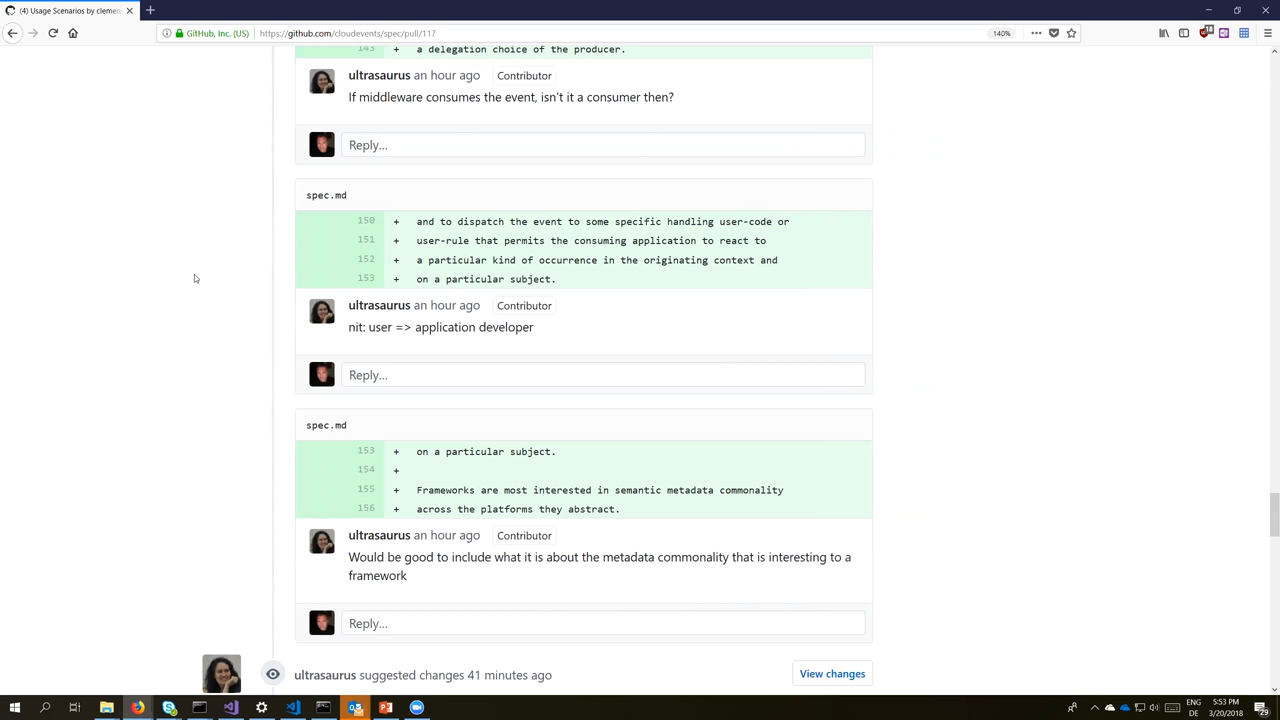 (4) Usage Scenarios by clemen
GitHub, Inc. (US)
https://github.com/cloudevents/spec/pull/117
140%
14
143 + a delegation choice of the producer.
ultrasaurus an hour ago Contributor
If middleware consumes the event, isn't it a consumer then?
Reply...
spec.md
150 + and to dispatch the event to some specific handling user-code or
151 + user-rule that permits the consuming application to react to
152 + a particular kind of occurrence in the originating context and
153 + on a particular subject.
ultrasaurus an hour ago Contributor
nit: user => application developer
Reply...
spec.md
153 + on a particular subject.
154 +
155 + Frameworks are most interested in semantic metadata commonality
156 + across the platforms they abstract.
ultrasaurus an hour ago Contributor
Would be good to include what it is about the metadata commonality that is interesting to a
framework
Reply...
ultrasaurus suggested changes 41 minutes ago
View changes
ENG
DE
5:53 PM
3/20/2018
29